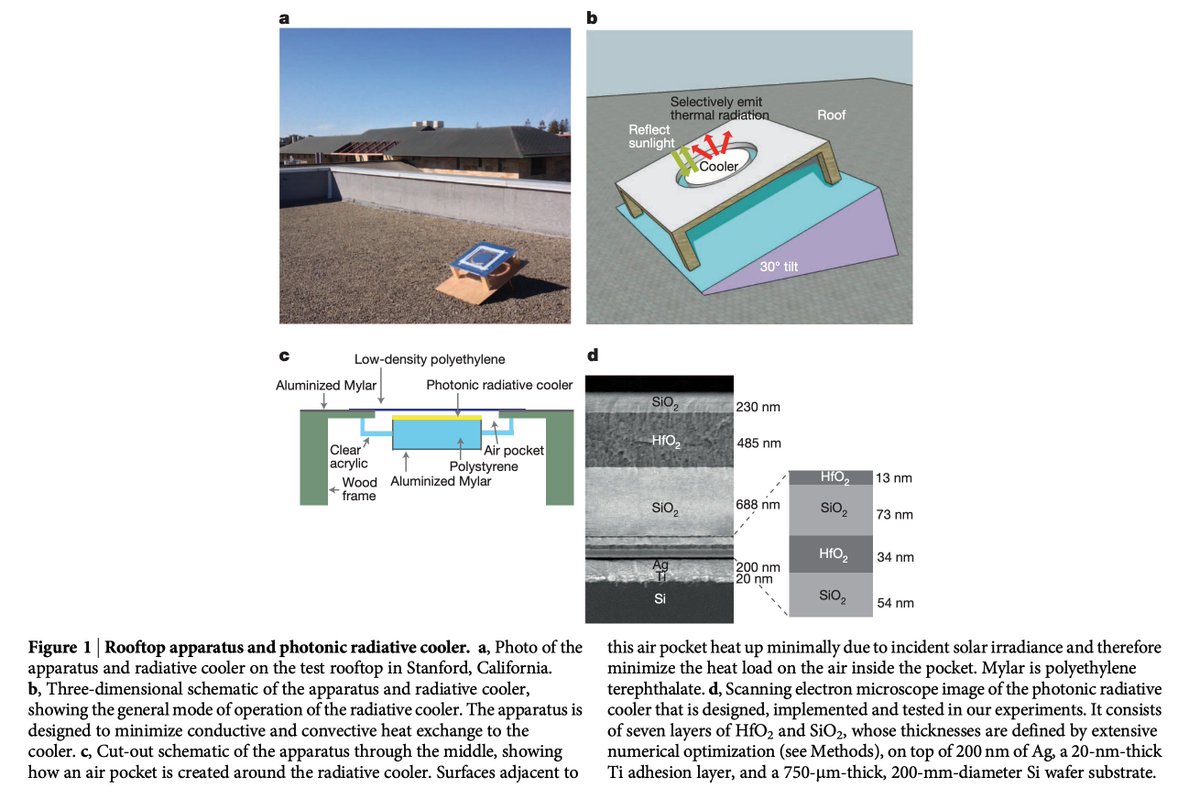 a
b
Selectively emit
thermal radiation
Roof
Reflect
sunlight
Cooler
30° tilt
c
Low-density polyethylene
Aluminized Mylar
Photonic radiative cooler
Clear
acrylic
Air pocket
Polystyrene
Aluminized Mylar
Wood
frame
d
SiO₂
230 nm
HfO₂
485 nm
SiO₂
688 nm
Ag
200 nm
Ti
20 nm
Si
HfO₂
13 nm
SiO₂
73 nm
HfO₂
34 nm
SiO₂
54 nm
Figure 1 | Rooftop apparatus and photonic radiative cooler. a, Photo of the
apparatus and radiative cooler on the test rooftop in Stanford, California.
b, Three-dimensional schematic of the apparatus and radiative cooler,
showing the general mode of operation of the radiative cooler. The apparatus is
designed to minimize conductive and convective heat exchange to the
cooler. c, Cut-out schematic of the apparatus through the middle, showing
how an air pocket is created around the radiative cooler. Surfaces adjacent to
this air pocket heat up minimally due to incident solar irradiance and therefore
minimize the heat load on the air inside the pocket. Mylar is polyethylene
terephthalate. d, Scanning electron microscope image of the photonic radiative
cooler that is designed, implemented and tested in our experiments. It consists
of seven layers of HfO₂ and SiO₂, whose thicknesses are defined by extensive
numerical optimization (see Methods), on top of 200 nm of Ag, a 20-nm-thick
Ti adhesion layer, and a 750-μm-thick, 200-mm-diameter Si wafer substrate.